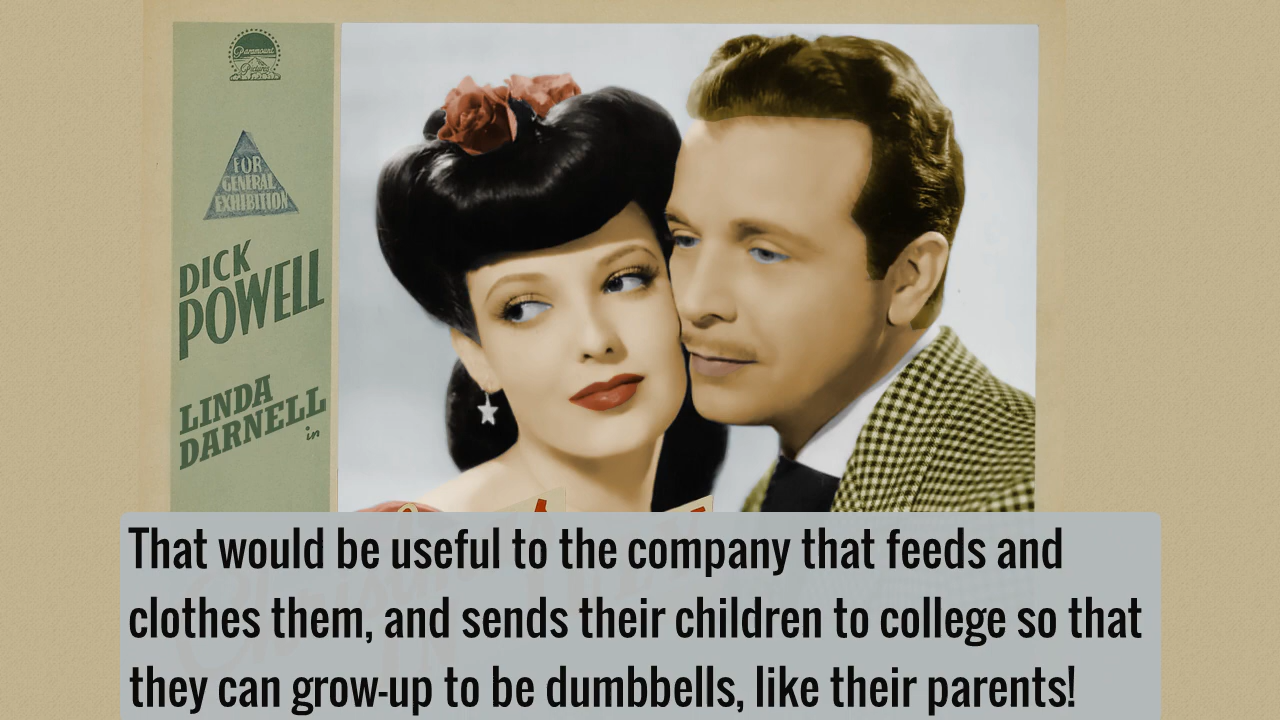 Paramount
Pictures
FOR
GENERAL
EXHIBITION
DICK
POWELL
LINDA
DARNELL
in
That would be useful to the company that feeds and
clothes them, and sends their children to college so that
they can grow-up to be dumbbells, like their parents!